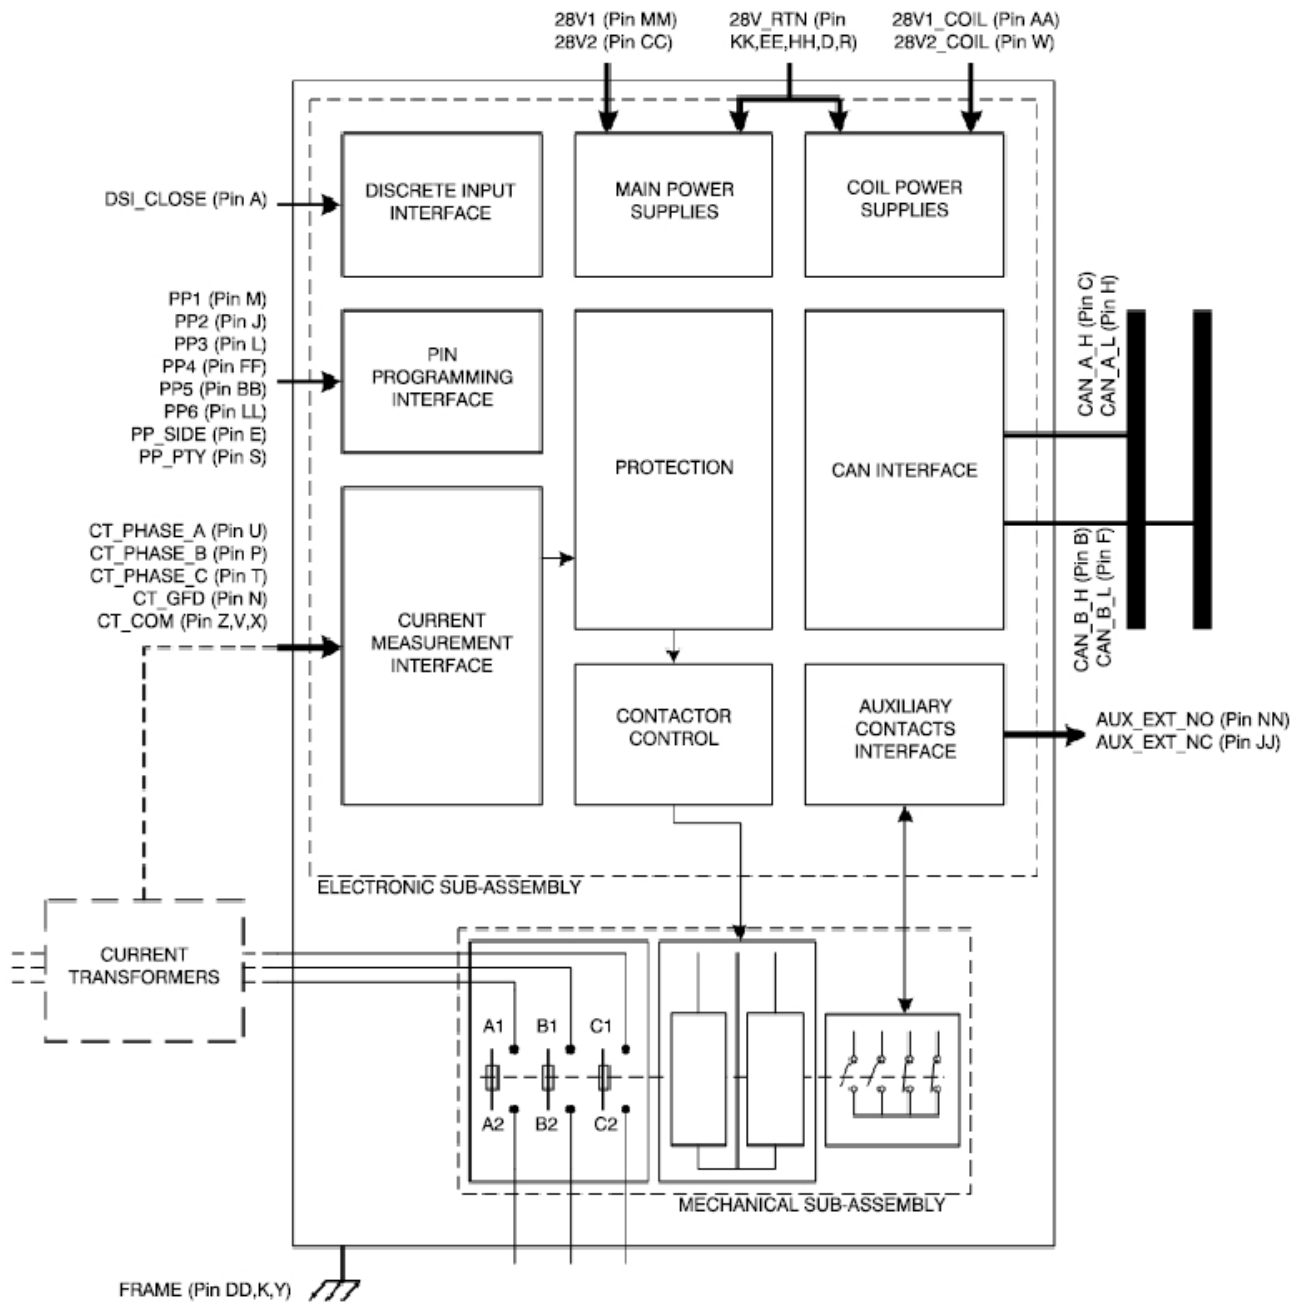 28V1 (Pin MM)
28V2 (Pin CC)
28V_RTN (Pin
KK,EE,HH,D,R)
28V1_COIL (Pin AA)
28V2_COIL (Pin W)
DSI_CLOSE (Pin A)
DISCRETE INPUT
INTERFACE
MAIN POWER
SUPPLIES
COIL POWER
SUPPLIES
PP1 (Pin M)
PP2 (Pin J)
PP3 (Pin L)
PP4 (Pin FF)
PP5 (Pin BB)
PP6 (Pin LL)
PP_SIDE (Pin E)
PP_PTY (Pin S)
PIN
PROGRAMMING
INTERFACE
PROTECTION
CAN INTERFACE
CAN_A_H (Pin C)
CAN_A_L (Pin H)
CAN_B_H (Pin B)
CAN_B_L (Pin F)
CT_PHASE_A (Pin U)
CT_PHASE_B (Pin P)
CT_PHASE_C (Pin T)
CT_GFD (Pin N)
CT_COM (Pin Z,V,X)
CURRENT
MEASUREMENT
INTERFACE
CONTACTOR
CONTROL
AUXILIARY
CONTACTS
INTERFACE
AUX_EXT_NO (Pin NN)
AUX_EXT_NC (Pin JJ)
ELECTRONIC SUB-ASSEMBLY
CURRENT
TRANSFORMERS
A1
B1
C1
A2
B2
C2
MECHANICAL SUB-ASSEMBLY
FRAME (Pin DD,K,Y)